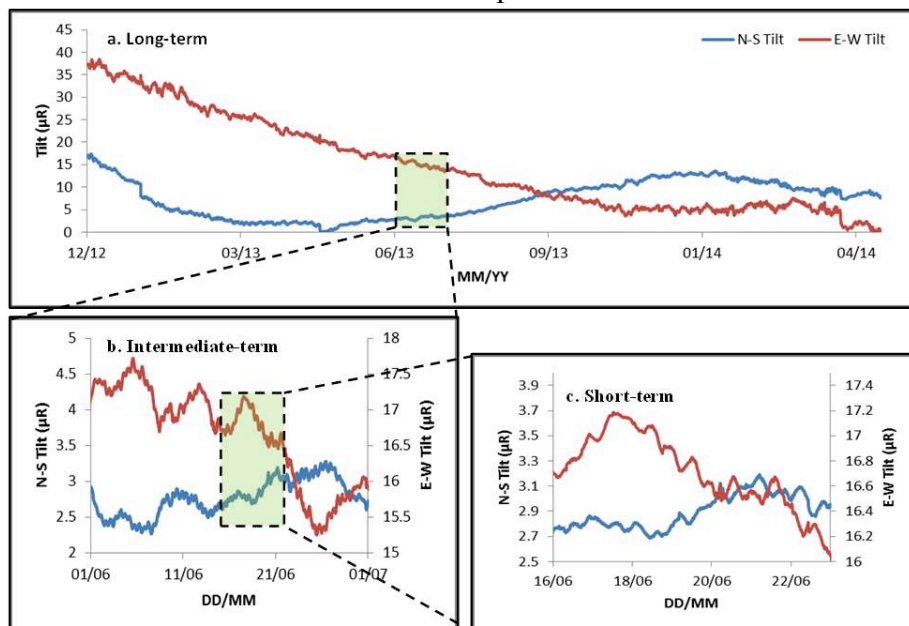 a. Long-term
N-S Tilt E-W Tilt
45
40
35
30
25
20
15
10
5
0
Tilt (µR)
12/12 03/13 06/13 09/13 01/14 04/14
MM/YY
b. Intermediate-term
5
4.5
4
3.5
3
2.5
2
N-S Tilt (µR)
18
17.5
17
16.5
16
15.5
15
E-W Tilt (µR)
01/06 11/06 21/06 01/07
DD/MM
c. Short-term
3.9
3.7
3.5
3.3
3.1
2.9
2.7
2.5
N-S Tilt (µR)
17.4
17.2
17
16.8
16.6
16.4
16.2
16
E-W Tilt (µR)
16/06 18/06 20/06 22/06
DD/MM